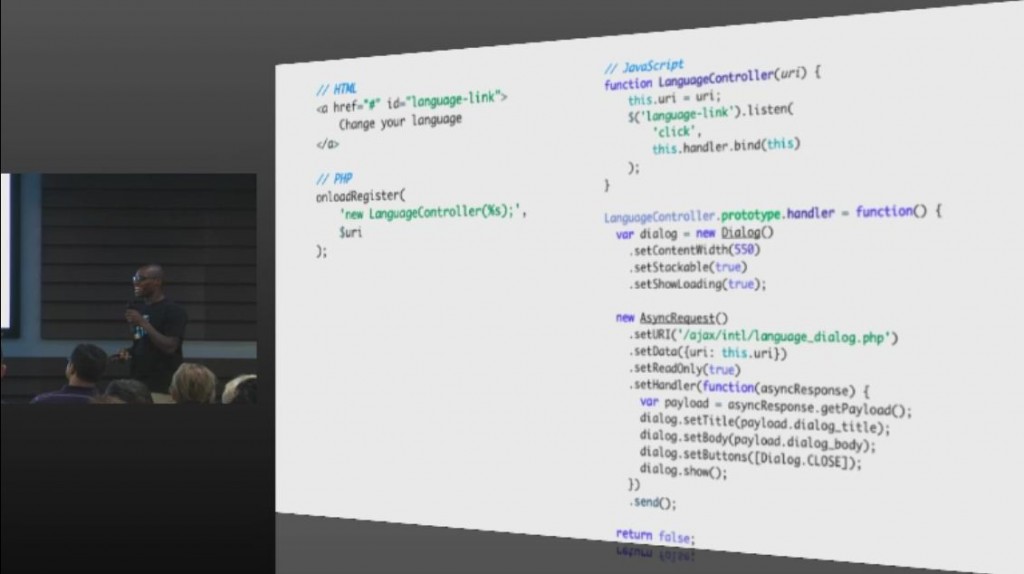 // HTML
<a href="#" id="language-link">
Change your language
</a>
// PHP
onloadRegister(
'new LanguageController(%s);',
$uri
);
// JavaScript
function LanguageController(uri) {
this.uri = uri;
$('language-link').listen(
'click',
this.handler.bind(this)
);
}
LanguageController.prototype.handler = function() {
var dialog = new Dialog()
.setContentWidth(550)
.setStackable(true)
.setShowLoading(true);
new AsyncRequest()
.setURI('/ajax/intl/language_dialog.php')
.setData({uri: this.uri})
.setReadOnly(true)
.setHandler(function(asyncResponse) {
var payload = asyncResponse.getPayload();
dialog.setTitle(payload.dialog_title);
dialog.setBody(payload.dialog_body);
dialog.setButtons([Dialog.CLOSE]);
dialog.show();
})
.send();
return false;